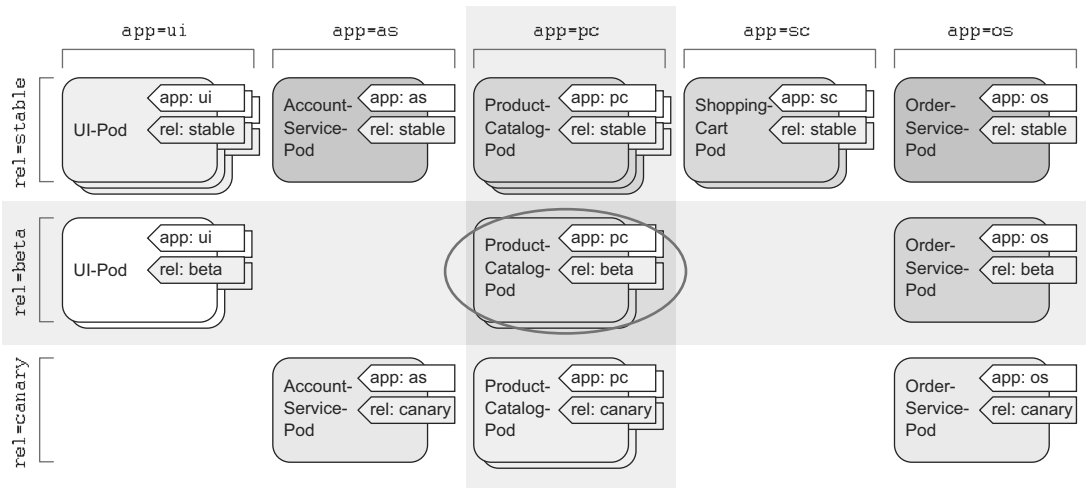 app=ui
app=as
app=pc
app=sc
app=os
rel=stable
UI-Pod
app: ui
rel: stable
Account-
Service-
Pod
app: as
rel: stable
Product-
Catalog-
Pod
app: pc
rel: stable
Shopping-
Cart
Pod
app: sc
rel: stable
Order-
Service-
Pod
app: os
rel: stable
rel=beta
UI-Pod
app: ui
rel: beta
Product-
Catalog-
Pod
app: pc
rel: beta
Order-
Service-
Pod
app: os
rel: beta
rel=canary
Account-
Service-
Pod
app: as
rel: canary
Product-
Catalog-
Pod
app: pc
rel: canary
Order-
Service-
Pod
app: os
rel: canary